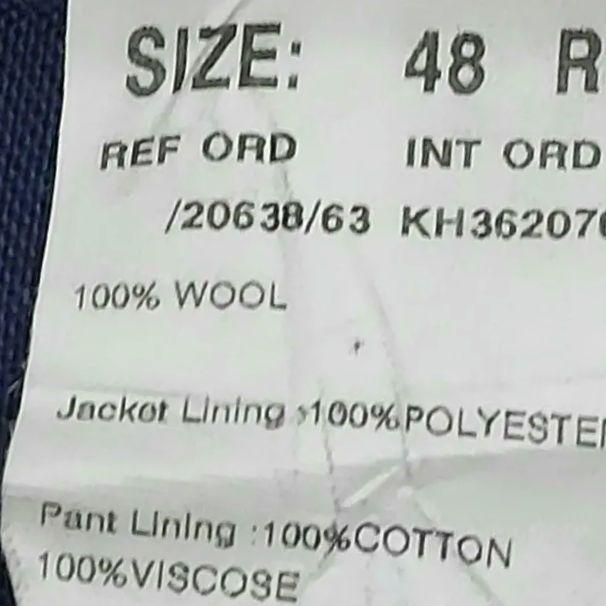 SIZE: 48 R
REF ORD INT ORD
/20638/63 KH36207
100% WOOL
Jacket Lining :100%POLYESTER
Pant Lining :100%COTTON
100%VISCOSE